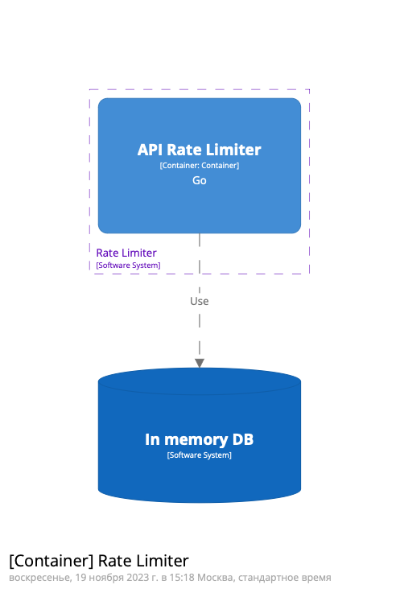 API Rate Limiter
[Container: Container]
Go
Rate Limiter
[Software System]
Use
In memory DB
[Software System]
[Container] Rate Limiter
воскресенье, 19 ноября 2023 г. в 15:18 Москва, стандартное время